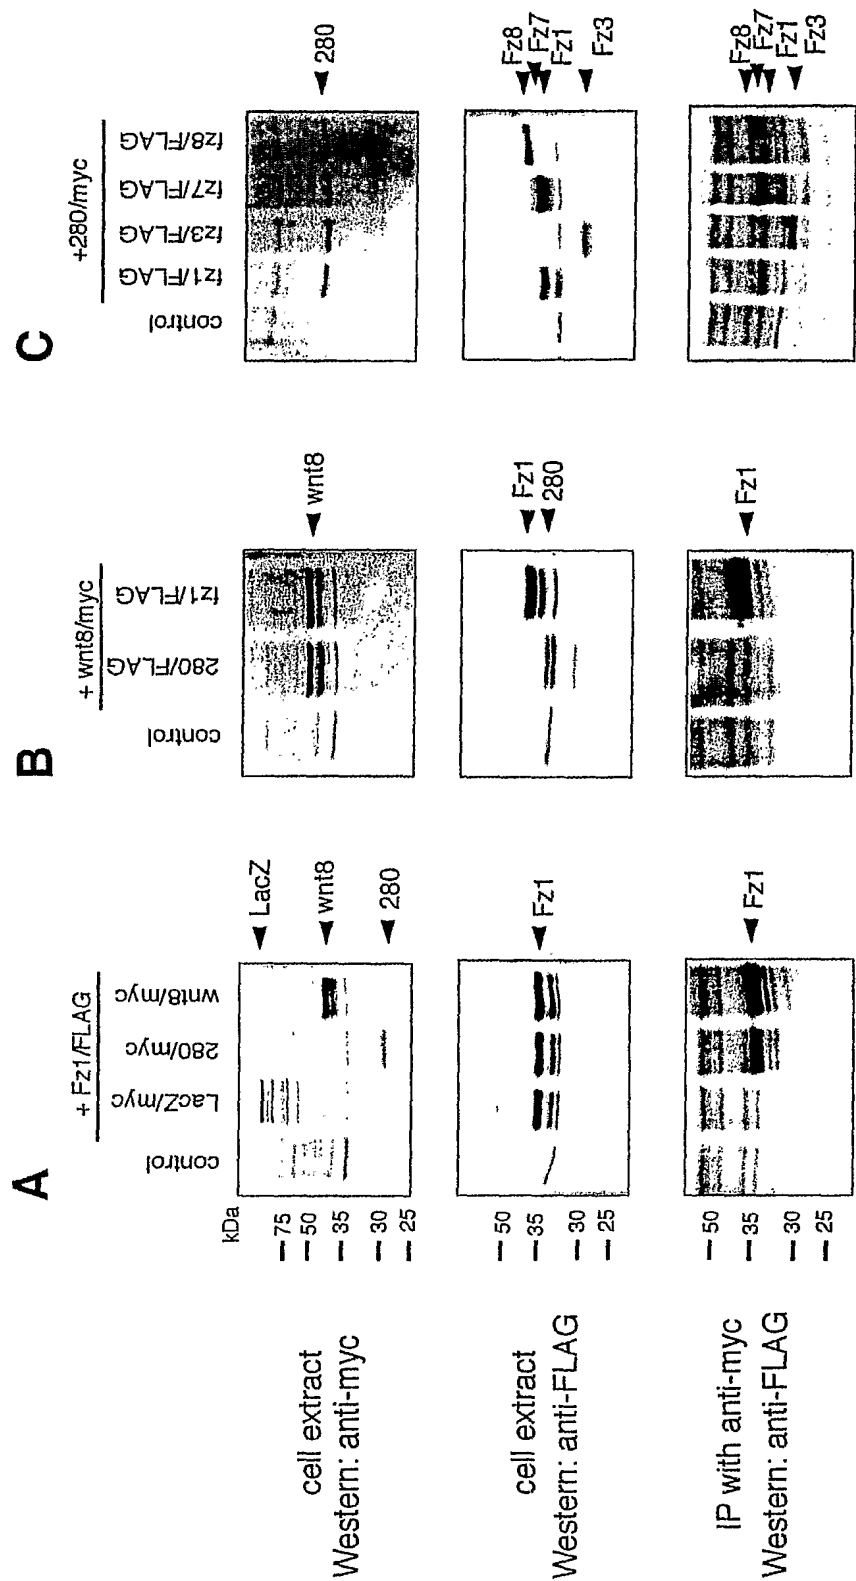 A
+ Fz1/FLAG
control
LacZ/myc
280/myc
wnt8/myc
kDa
75
50
35
30
25
LacZ
wnt8
280
cell extract
Western: anti-myc
50
35
30
25
Fz1
cell extract
Western: anti-FLAG
50
35
30
25
Fz1
IP with anti-myc
Western: anti-FLAG
B
+ wnt8/myc
control
280/FLAG
fz1/FLAG
wnt8
Fz1
280
Fz1
C
+280/myc
control
fz1/FLAG
fz3/FLAG
fz7/FLAG
fz8/FLAG
280
Fz8
Fz7
Fz1
Fz3
Fz8
Fz7
Fz1
Fz3